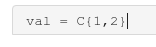 val = C{1,2}